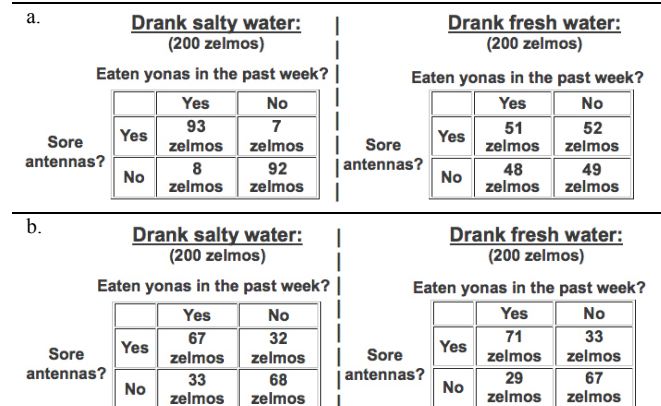 a.
Drank salty water:
(200 zelmos)
Eaten yonas in the past week?
Yes No
Sore antennas? Yes 93 zelmos 7 zelmos
No 8 zelmos 92 zelmos
Drank fresh water:
(200 zelmos)
Eaten yonas in the past week?
Yes No
Sore antennas? Yes 51 zelmos 52 zelmos
No 48 zelmos 49 zelmos
b.
Drank salty water:
(200 zelmos)
Eaten yonas in the past week?
Yes No
Sore antennas? Yes 67 zelmos 32 zelmos
No 33 zelmos 68 zelmos
Drank fresh water:
(200 zelmos)
Eaten yonas in the past week?
Yes No
Sore antennas? Yes 71 zelmos 33 zelmos
No 29 zelmos 67 zelmos